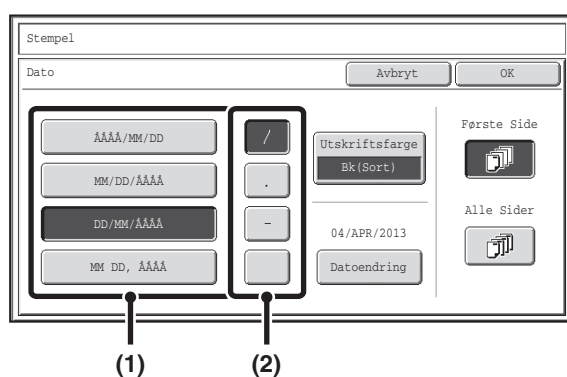 Stempel
Dato
Avbryt
OK
ÅÅÅÅ/MM/DD
MM/DD/ÅÅÅÅ
DD/MM/ÅÅÅÅ
MM DD, ÅÅÅÅ
/
.
-
Utskriftsfarge
Bk(Sort)
04/APR/2013
Datoendring
Første Side
Alle Sider
(1)
(2)